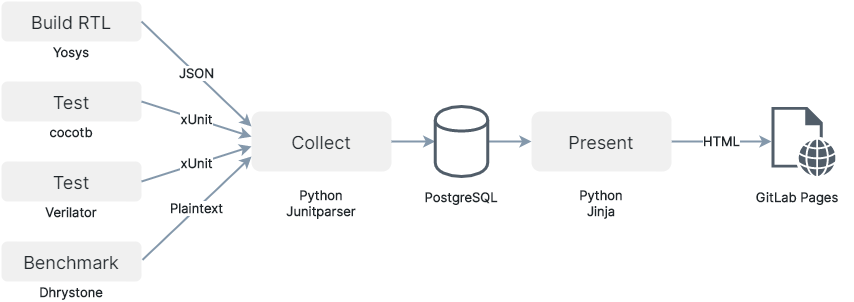 Build RTL
Yosys
JSON
Test
cocotb
xUnit
Test
Verilator
xUnit
Benchmark
Dhrystone
Plaintext
Collect
Python
Junitparser
PostgreSQL
Present
Python
Jinja
HTML
GitLab Pages